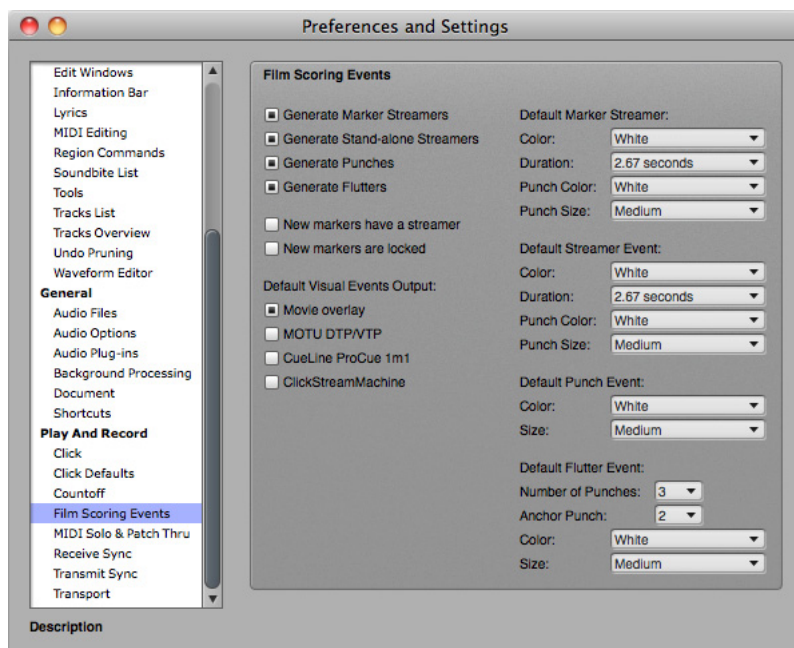 Preferences and Settings
Edit Windows
Information Bar
Lyrics
MIDI Editing
Region Commands
Soundbite List
Tools
Tracks List
Tracks Overview
Undo Pruning
Waveform Editor
General
Audio Files
Audio Options
Audio Plug-ins
Background Processing
Document
Shortcuts
Play And Record
Click
Click Defaults
Countoff
Film Scoring Events
MIDI Solo & Patch Thru
Receive Sync
Transmit Sync
Transport
Description
Film Scoring Events
Generate Marker Streamers
Generate Stand-alone Streamers
Generate Punches
Generate Flutters
New markers have a streamer
New markers are locked
Default Visual Events Output:
Movie overlay
MOTU DTP/VTP
CueLine ProCue 1m1
ClickStreamMachine
Default Marker Streamer:
Color: White
Duration: 2.67 seconds
Punch Color: White
Punch Size: Medium
Default Streamer Event:
Color: White
Duration: 2.67 seconds
Punch Color: White
Punch Size: Medium
Default Punch Event:
Color: White
Size: Medium
Default Flutter Event:
Number of Punches: 3
Anchor Punch: 2
Color: White
Size: Medium